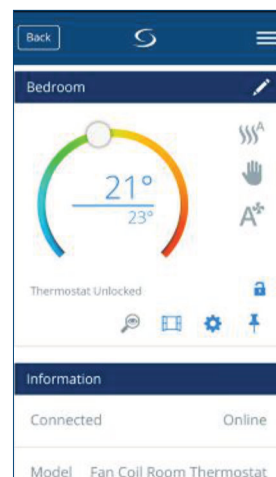 Back
Bedroom
A
21°
23°
A
Thermostat Unlocked
Information
Connected Online
Model Fan Coil Room Thermostat